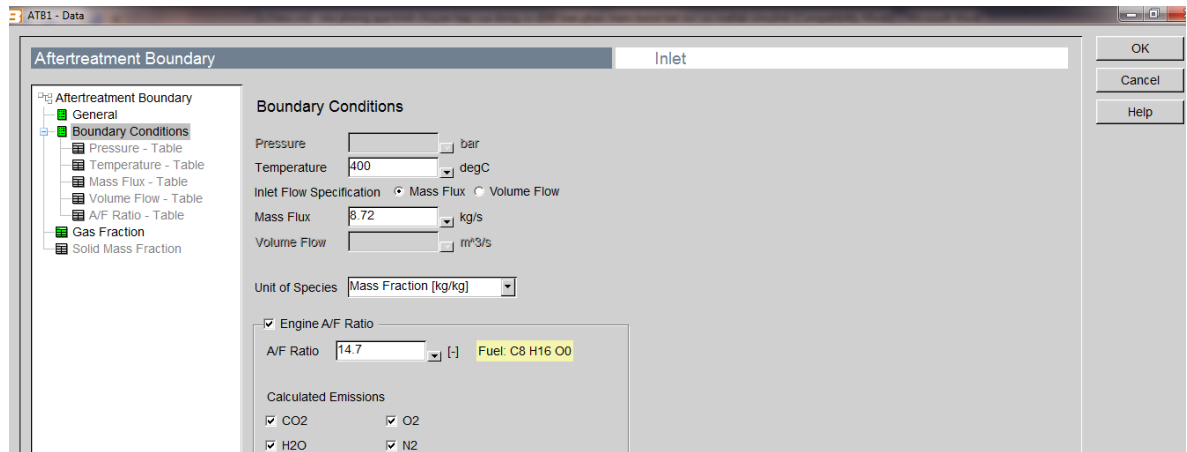 ATB1 - Data
Aftertreatment Boundary Inlet
OK
Cancel
Help
Aftertreatment Boundary
General
Boundary Conditions
Pressure - Table
Temperature - Table
Mass Flux - Table
Volume Flow - Table
A/F Ratio - Table
Gas Fraction
Solid Mass Fraction
Boundary Conditions
Pressure bar
Temperature 400 degC
Inlet Flow Specification Mass Flux Volume Flow
Mass Flux 8.72 kg/s
Volume Flow m^3/s
Unit of Species Mass Fraction [kg/kg]
Engine A/F Ratio
A/F Ratio 14.7 [-] Fuel: C8 H16 O0
Calculated Emissions
CO2 O2
H2O N2